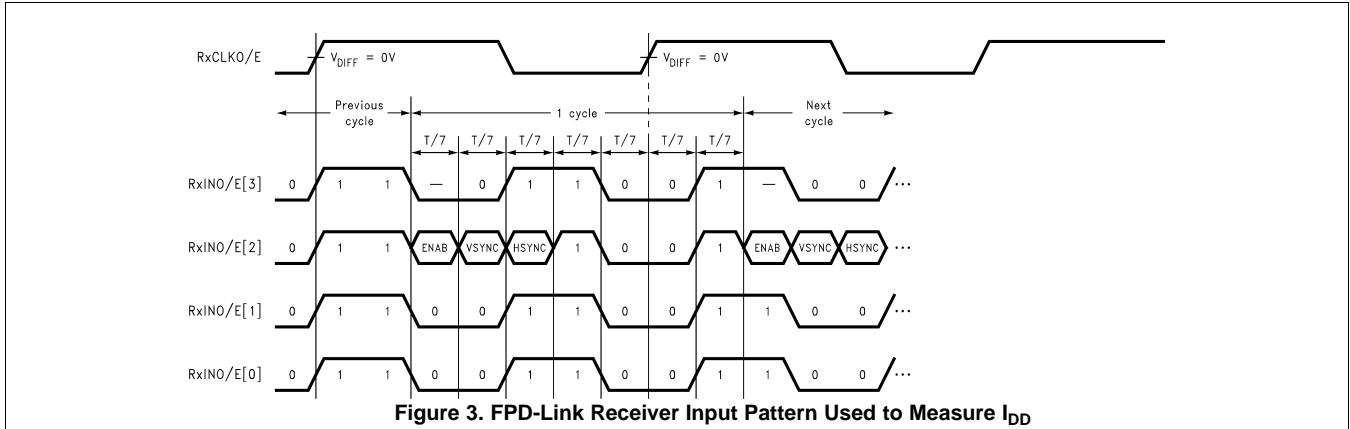 RxCLKO/E V_DIFF = 0V V_DIFF = 0V
Previous cycle 1 cycle Next cycle
T/7 T/7 T/7 T/7 T/7 T/7 T/7
RxINO/E[3] 0 1 1 — 0 1 1 0 0 1 — 0 0 ...
RxINO/E[2] 0 1 1 ENAB VSYNC HSYNC 1 0 0 1 ENAB VSYNC HSYNC ...
RxINO/E[1] 0 1 1 0 0 1 1 0 0 1 1 0 0 ...
RxINO/E[0] 0 1 1 0 0 1 1 0 0 1 1 0 0 ...
Figure 3. FPD-Link Receiver Input Pattern Used to Measure I_DD